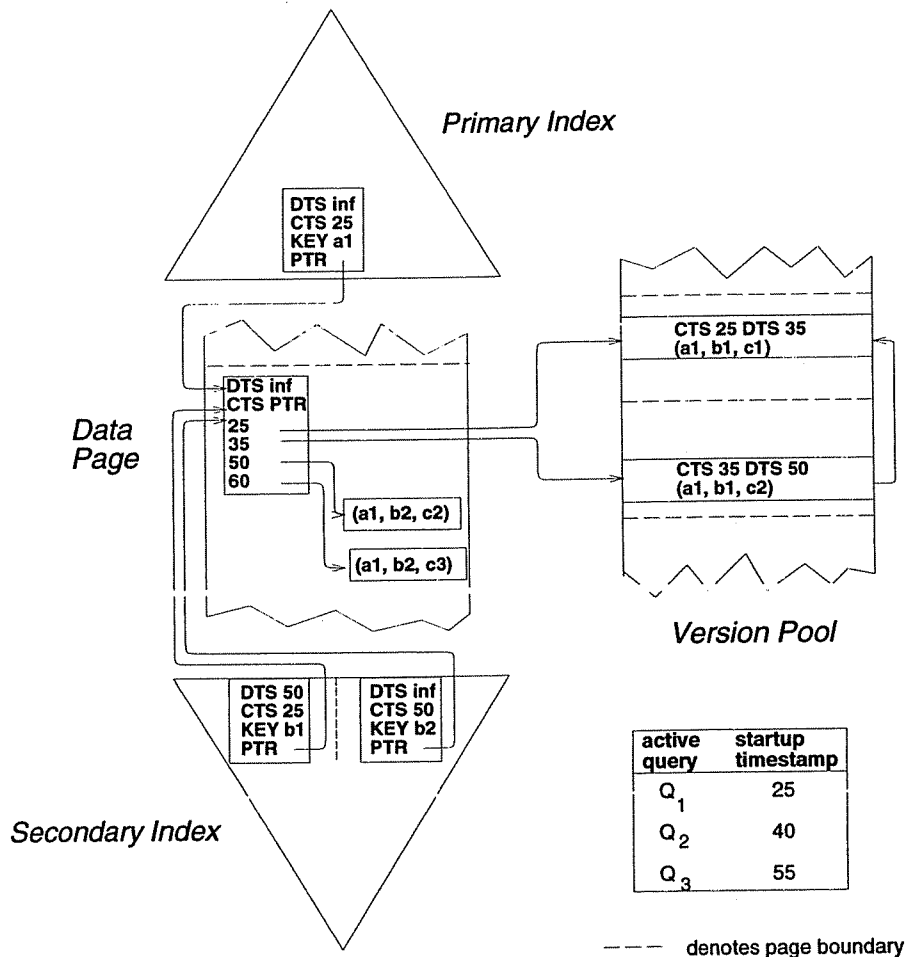 Primary Index
DTS inf
CTS 25
KEY a1
PTR
CTS 25 DTS 35
(a1, b1, c1)
DTS inf
CTS PTR
25
35
50
60
Data
Page
CTS 35 DTS 50
(a1, b1, c2)
(a1, b2, c2)
(a1, b2, c3)
Version Pool
DTS 50
CTS 25
KEY b1
PTR
DTS inf
CTS 50
KEY b2
PTR
Secondary Index
active query
startup timestamp
Q1 25
Q2 40
Q3 55
denotes page boundary